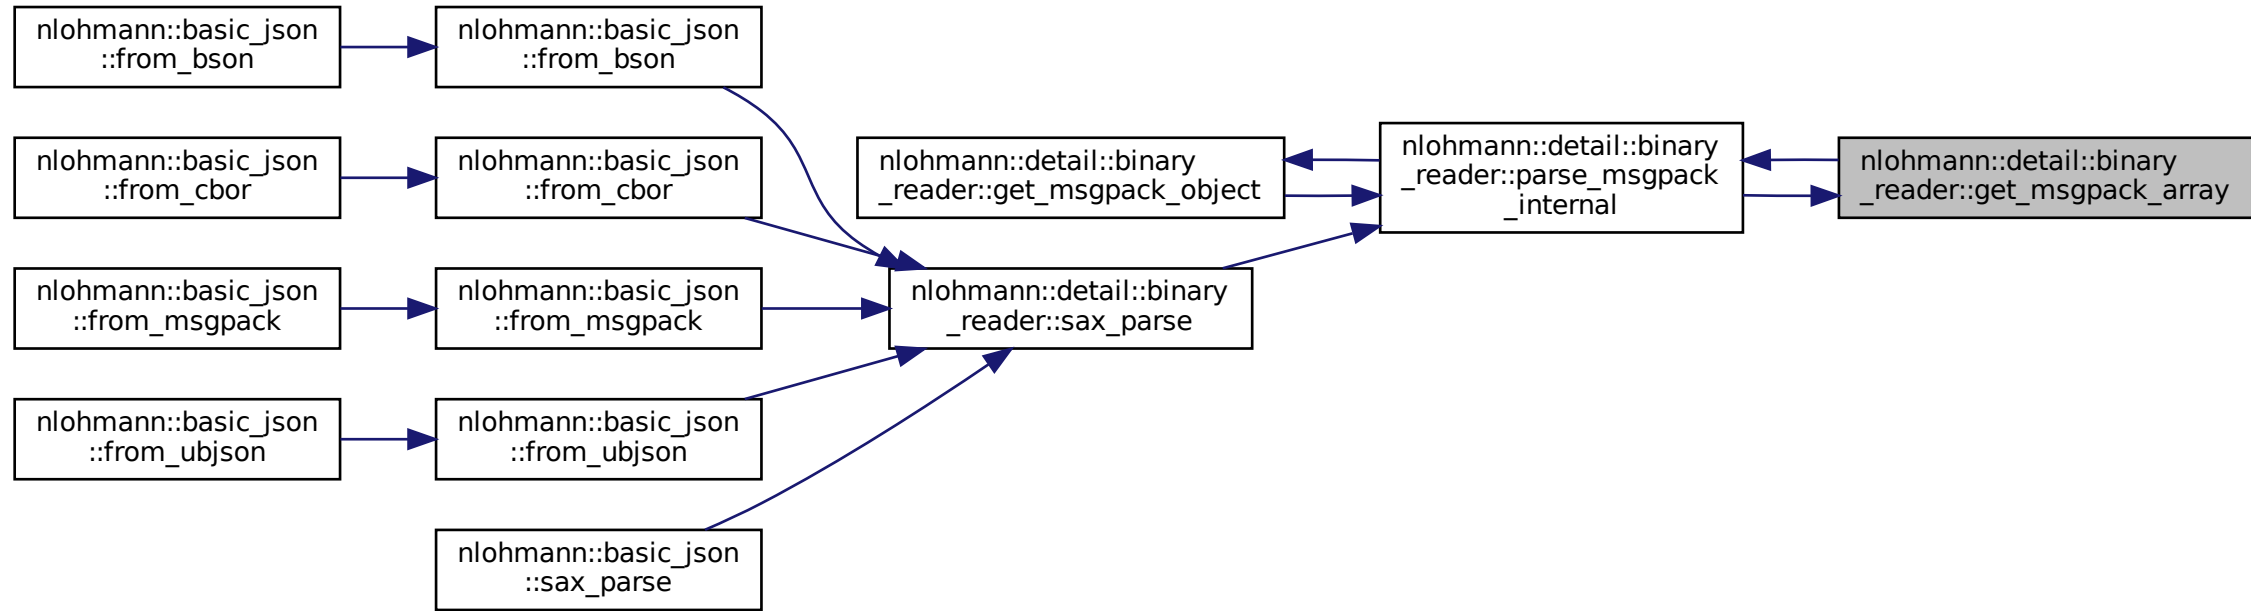 nlohmann::basic_json
::from_bson
nlohmann::basic_json
::from_bson
nlohmann::basic_json
::from_cbor
nlohmann::basic_json
::from_cbor
nlohmann::detail::binary
_reader::get_msgpack_object
nlohmann::detail::binary
_reader::parse_msgpack
_internal
nlohmann::detail::binary
_reader::get_msgpack_array
nlohmann::basic_json
::from_msgpack
nlohmann::basic_json
::from_msgpack
nlohmann::detail::binary
_reader::sax_parse
nlohmann::basic_json
::from_ubjson
nlohmann::basic_json
::from_ubjson
nlohmann::basic_json
::sax_parse